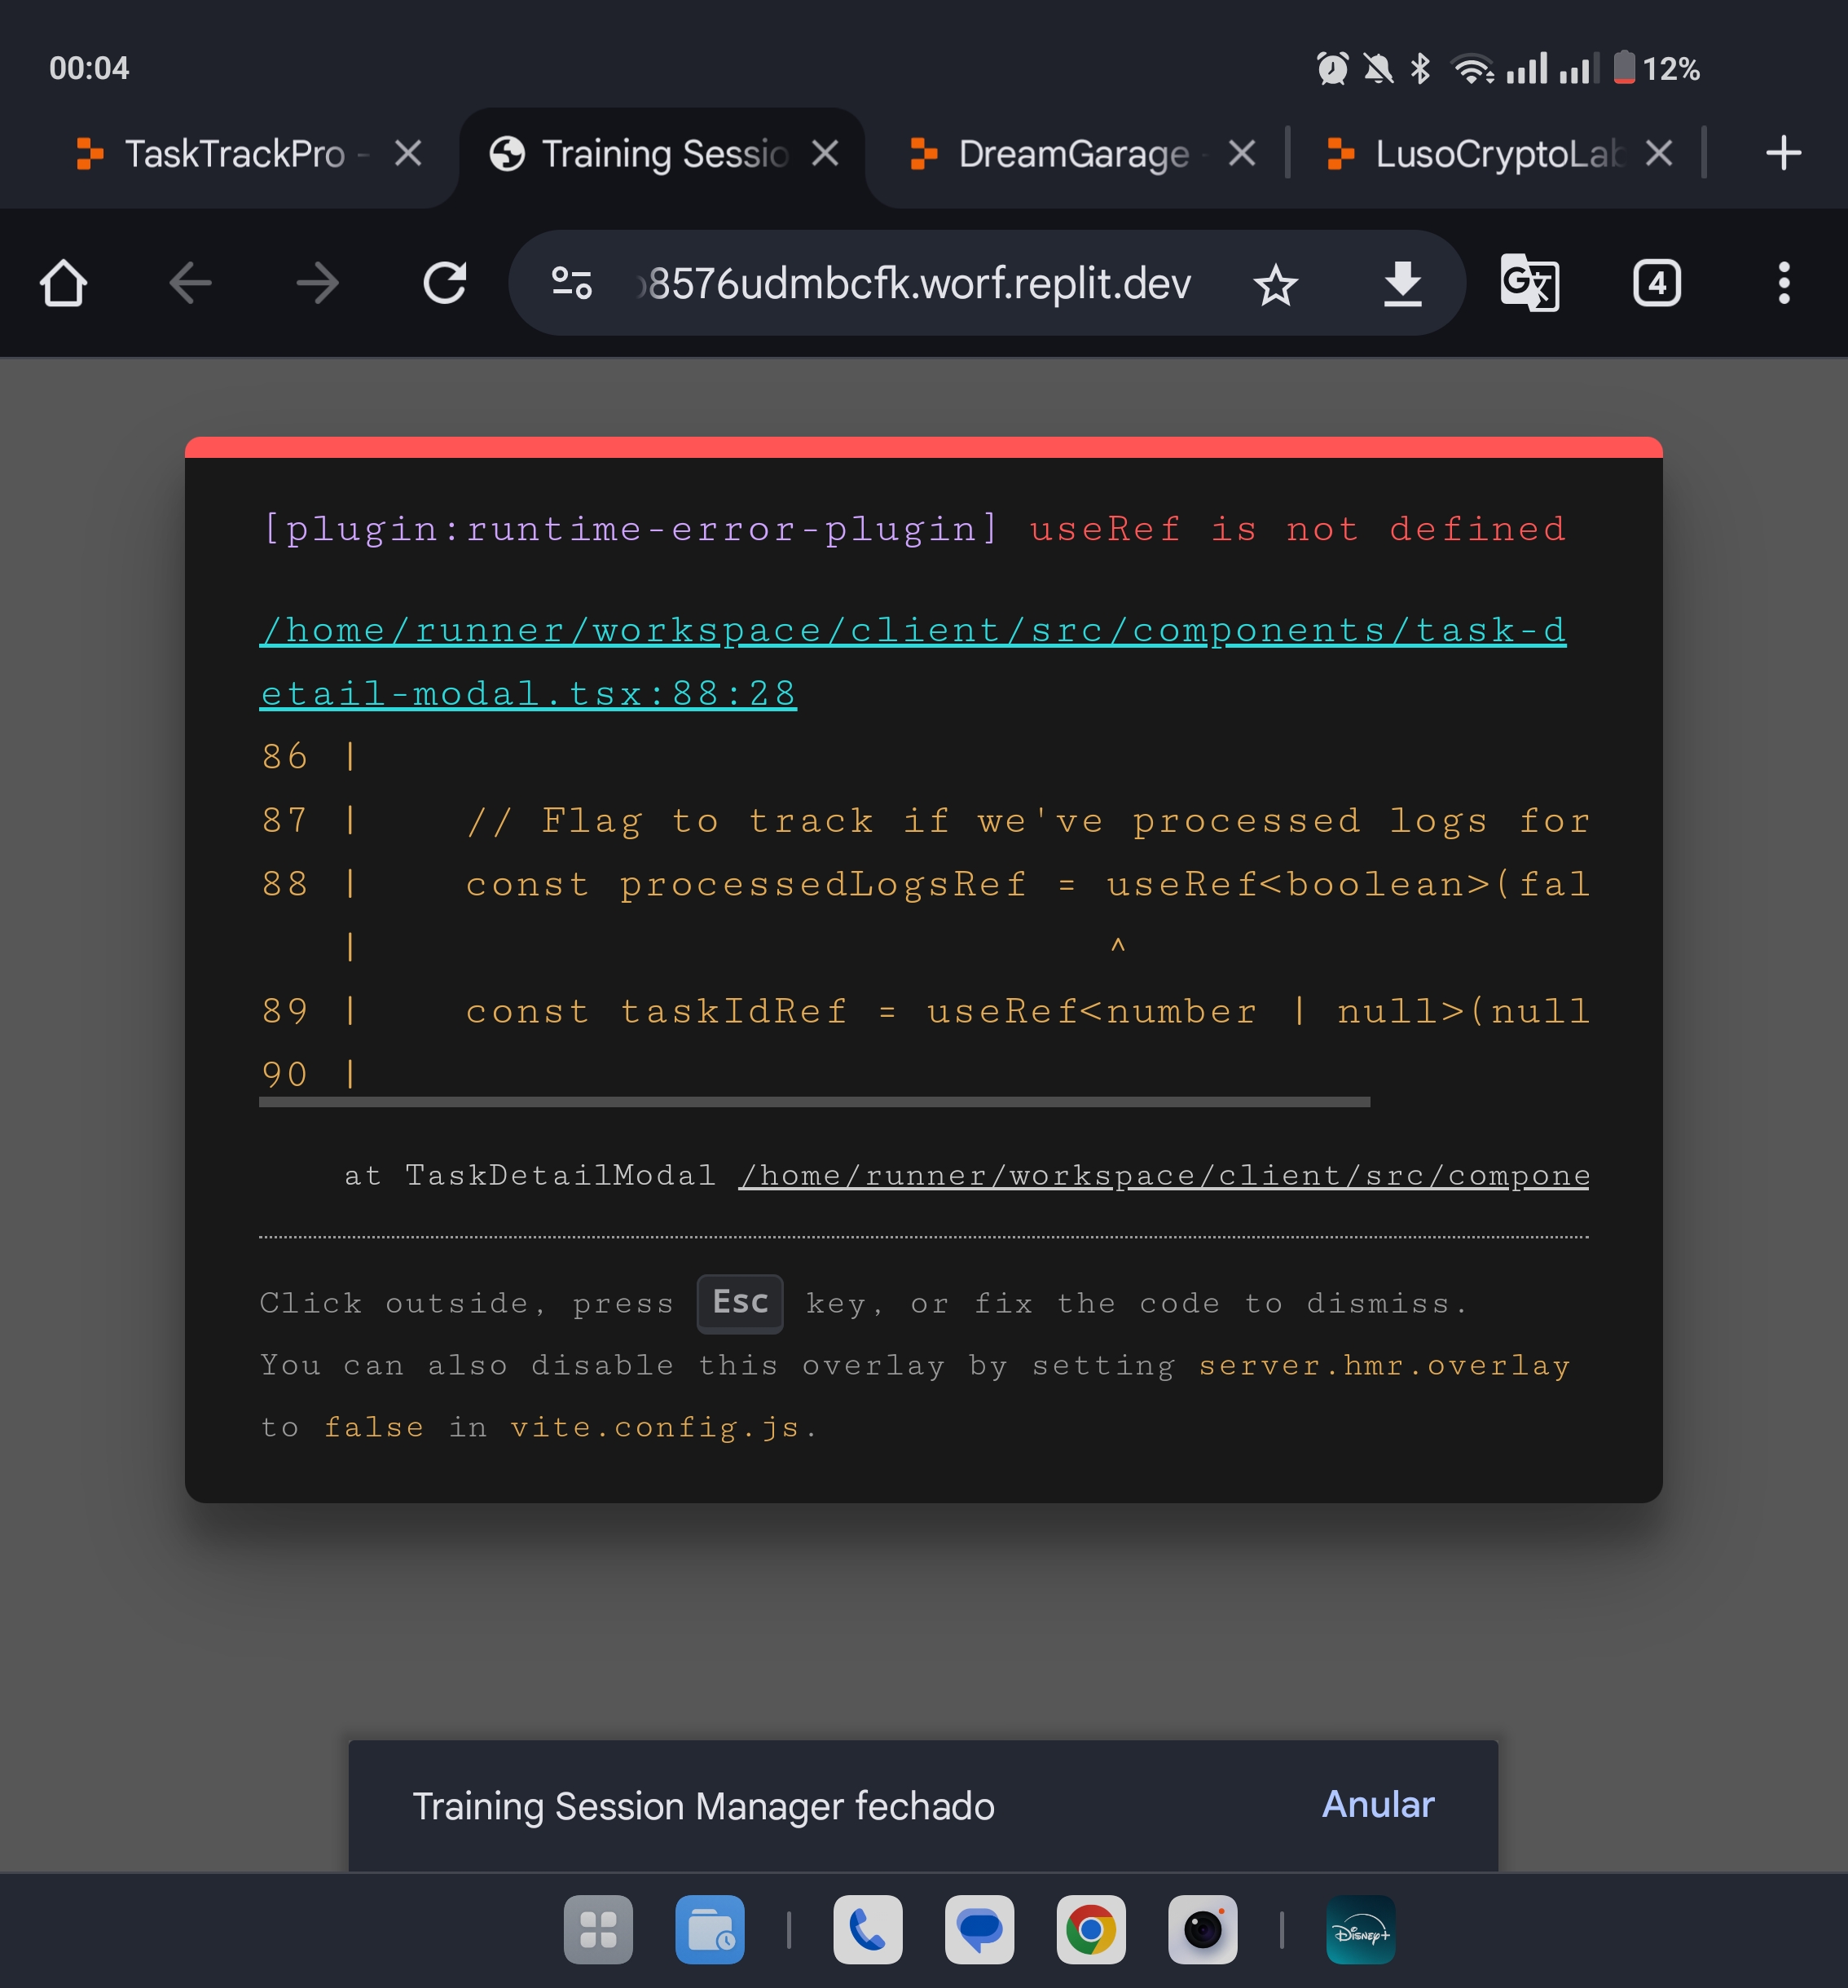 00:04
12%
TaskTrackPro -
Training Sessio
DreamGarage
LusoCryptoLab
8576udmbcfk.worf.replit.dev
G
4
[plugin:runtime-error-plugin] useRef is not defined
/home/runner/workspace/client/src/components/task-d
etail-modal.tsx:88:28
86 |
87 | // Flag to track if we've processed logs for
88 | const processedLogsRef = useRef<boolean>(fal
| ^
89 | const taskIdRef = useRef<number | null>(null
90 |
at TaskDetailModal /home/runner/workspace/client/src/compone
Click outside, press Esc key, or fix the code to dismiss.
You can also disable this overlay by setting server.hmr.overlay
to false in vite.config.js.
Training Session Manager fechado
Anular
Disney+